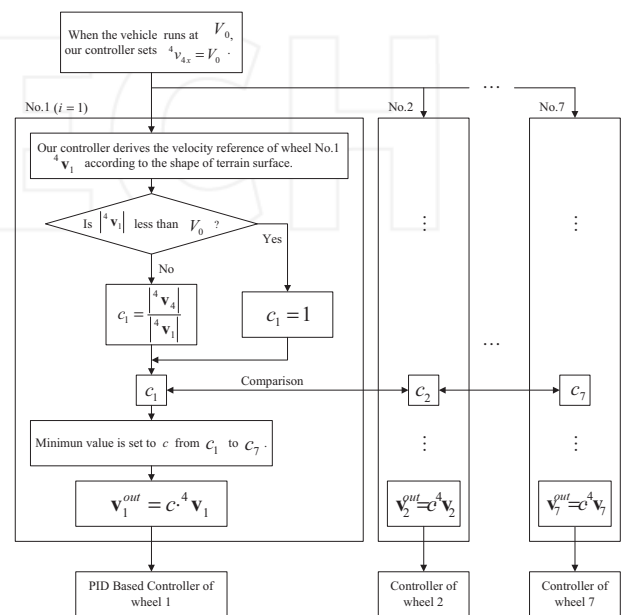 When the vehicle runs at V₀,
our controller sets ⁴v₄ₓ = V₀ .
...
No.1 (i = 1)
No.2
No.7
Our controller derives the velocity reference of wheel No.1
⁴v₁ according to the shape of terrain surface.
Is |⁴v₁| less than V₀ ?
Yes
No
c₁ = |⁴v₄| / |⁴v₁|
c₁ = 1
⋮
⋮
...
c₁
Comparison
c₂
c₇
Minimun value is set to c from c₁ to c₇ .
⋮
⋮
v₁ᵒᵘᵗ = c·⁴v₁
v₂ᵒᵘᵗ=c⁴v₂
v₇ᵒᵘᵗ=c⁴v₇
PID Based Controller of
wheel 1
Controller of
wheel 2
Controller of
wheel 7
ECH